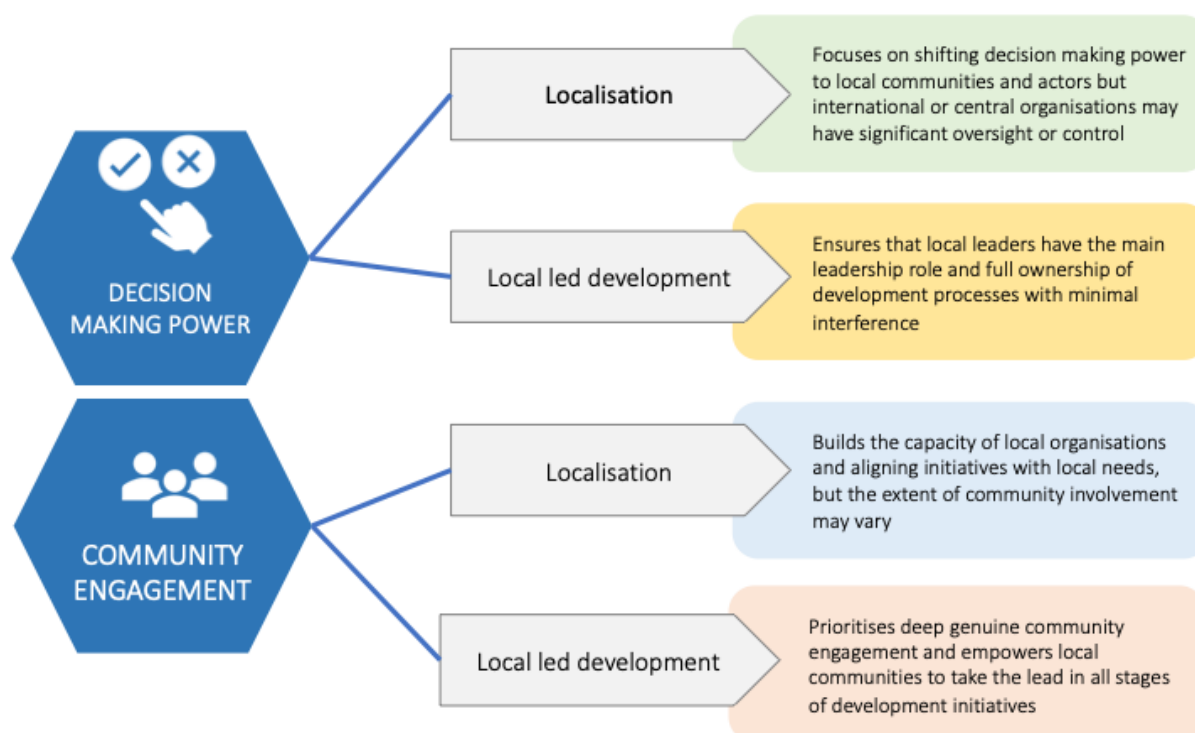 DECISION
MAKING POWER
Localisation
Focuses on shifting decision making power
to local communities and actors but
international or central organisations may
have significant oversight or control
Local led development
Ensures that local leaders have the main
leadership role and full ownership of
development processes with minimal
interference
COMMUNITY
ENGAGEMENT
Localisation
Builds the capacity of local organisations
and aligning initiatives with local needs,
but the extent of community involvement
may vary
Local led development
Prioritises deep genuine community
engagement and empowers local
communities to take the lead in all stages
of development initiatives